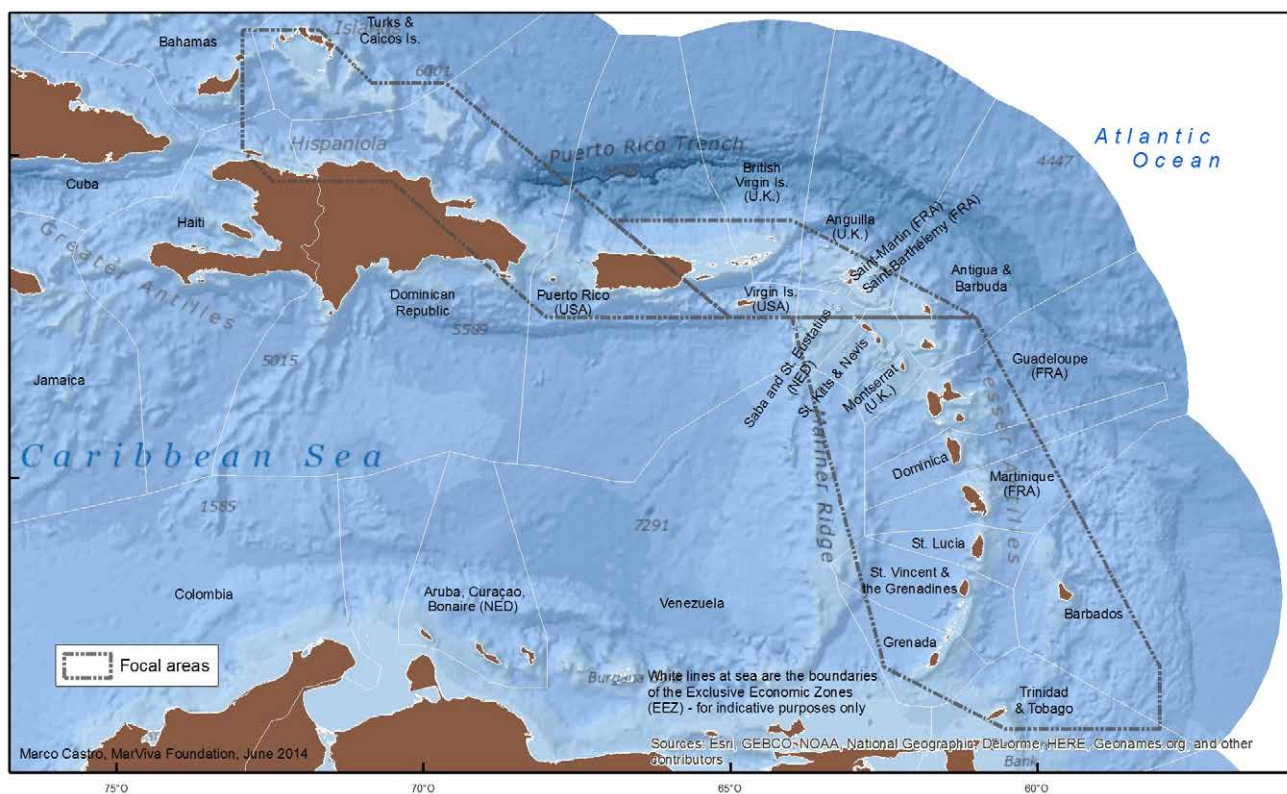 Islands
Turks &
Caicos Is.
Bahamas
6001
Atlantic
Ocean
4447
Hispaniola
Puerto Rico Trench
British
Virgin Is.
(U.K.)
Cuba
Haiti
Anguilla
(U.K.)
Saint-Martin (FRA)
Saint-Barthélemy (FRA)
Greater
Antilles
Antigua &
Barbuda
Dominican
Republic
Puerto Rico
(USA)
Virgin Is.
(USA)
5589
5015
Saba and St. Eustatius
(NED)
St. Kitts & Nevis
Montserrat
(U.K.)
Guadeloupe
(FRA)
Jamaica
Caribbean Sea
Mariner Ridge
esser Antilles
Dominica
Martinique
(FRA)
1585
7291
St. Lucia
St. Vincent &
the Grenadines
Colombia
Aruba, Curaçao,
Bonaire (NED)
Venezuela
Barbados
Grenada
Focal areas
White lines at sea are the boundaries
of the Exclusive Economic Zones
(EEZ) - for indicative purposes only
Trinidad
& Tobago
Marco Castro, MarViva Foundation, June 2014
Sources: Esri, GEBCO, NOAA, National Geographic, DeLorme, HERE, Geonames.org, and other
contributors
Bank
75°O
70°O
65°O
60°O